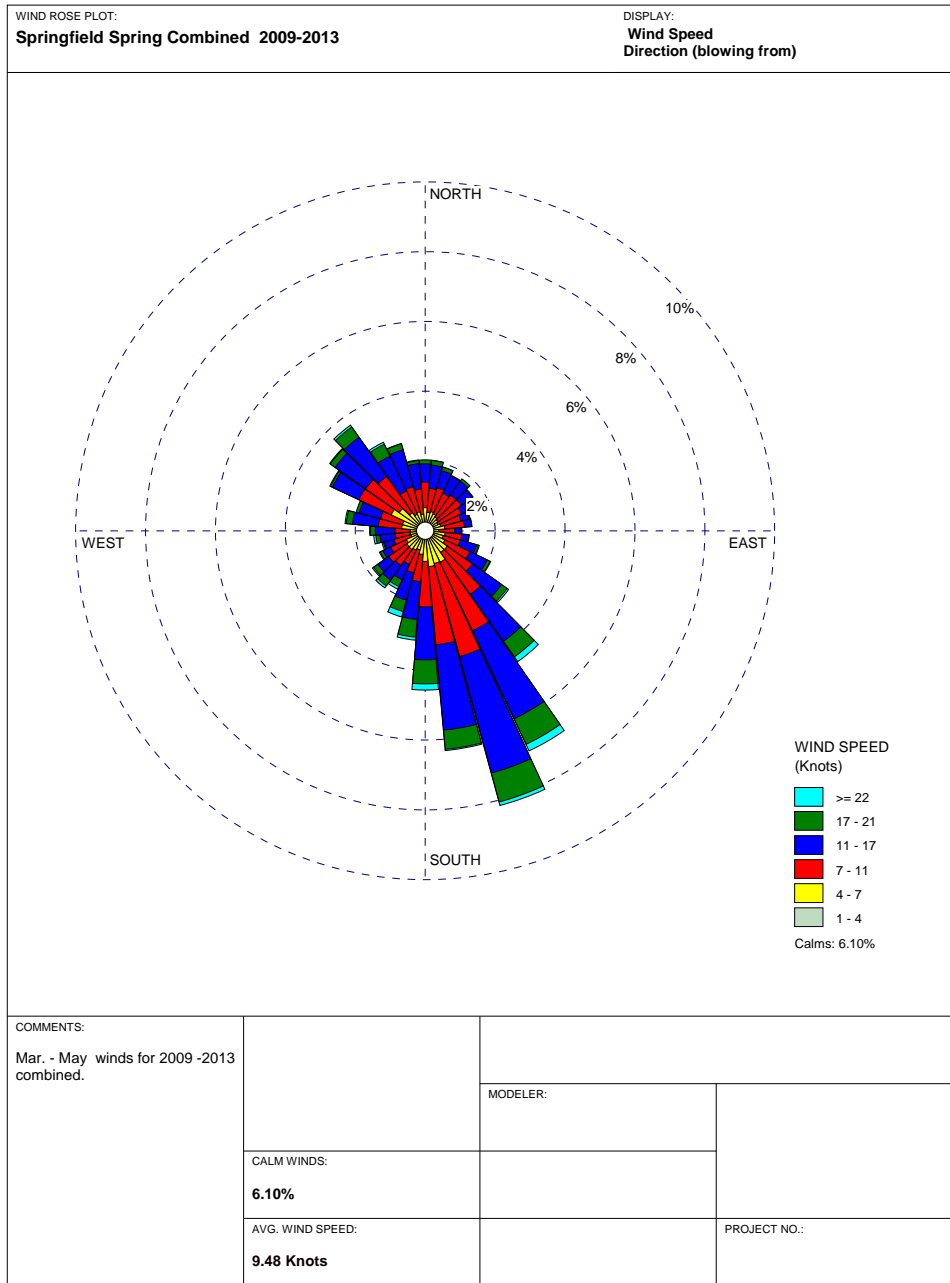 WIND ROSE PLOT:
Springfield Spring Combined  2009-2013
DISPLAY:
Wind Speed
Direction (blowing from)
NORTH
10%
8%
6%
4%
2%
WEST
EAST
SOUTH
WIND SPEED
(Knots)
>= 22
17 - 21
11 - 17
7 - 11
4 - 7
1 - 4
Calms: 6.10%
COMMENTS:
Mar. - May  winds for 2009 -2013
combined.
MODELER:
CALM WINDS:
6.10%
AVG. WIND SPEED:
9.48 Knots
PROJECT NO.: